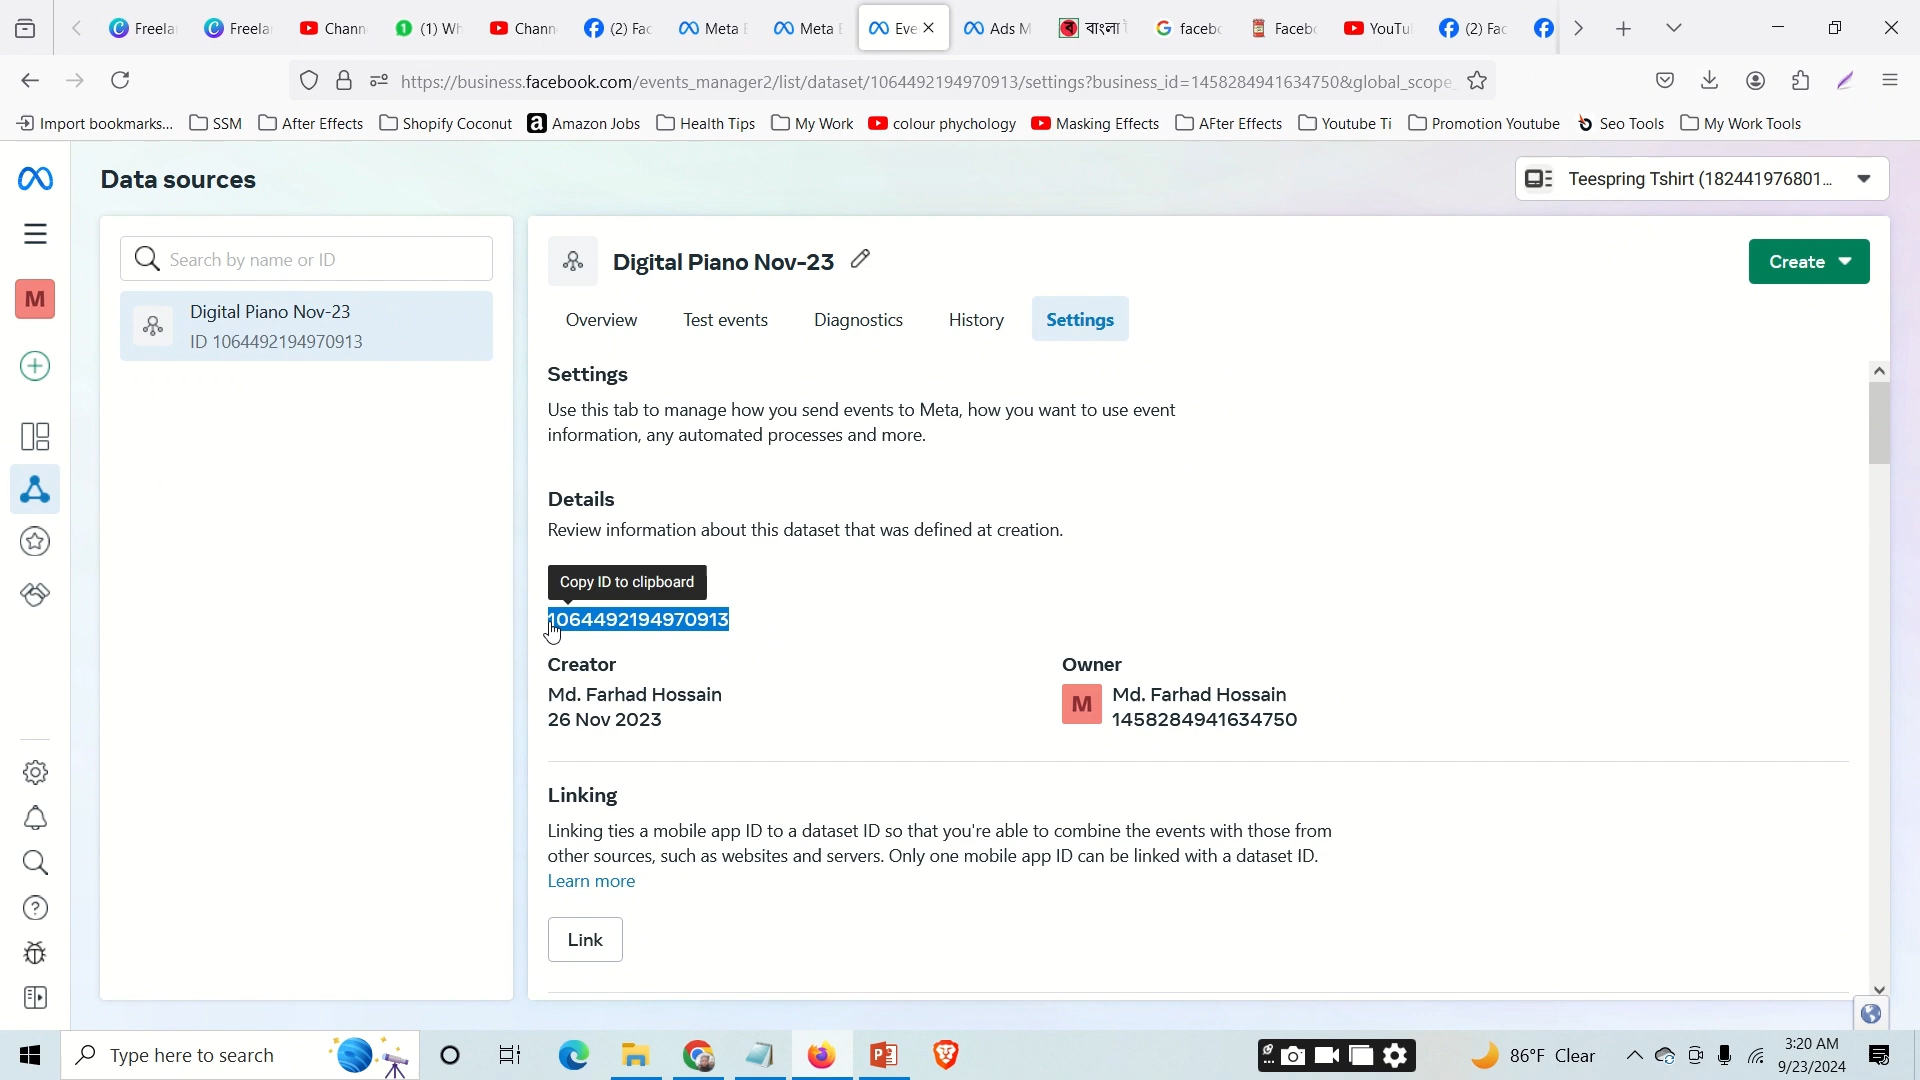 Freelan
Freelan
Chann
(1) Wh
Chann
(2) Fac
Meta E
Meta E
Eve
Ads M
বাংলা
facebo
Facebo
YouTu
(2) Fac
https://business.facebook.com/events_manager2/list/dataset/1064492194970913/settings?business_id=1458284941634750&global_scope_
Import bookmarks...
SSM
After Effects
Shopify Coconut
Amazon Jobs
Health Tips
My Work
colour phychology
Masking Effects
AFter Effects
Youtube Ti
Promotion Youtube
Seo Tools
My Work Tools
Data sources
Teespring Tshirt (182441976801...
M
Search by name or ID
Digital Piano Nov-23
ID 1064492194970913
Digital Piano Nov-23
Create
Overview
Test events
Diagnostics
History
Settings
Settings
Use this tab to manage how you send events to Meta, how you want to use event
information, any automated processes and more.
Details
Review information about this dataset that was defined at creation.
Copy ID to clipboard
1064492194970913
Creator
Md. Farhad Hossain
26 Nov 2023
Owner
M
Md. Farhad Hossain
1458284941634750
Linking
Linking ties a mobile app ID to a dataset ID so that you're able to combine the events with those from
other sources, such as websites and servers. Only one mobile app ID can be linked with a dataset ID.
Learn more
Link
Type here to search
86°F Clear
3:20 AM
9/23/2024